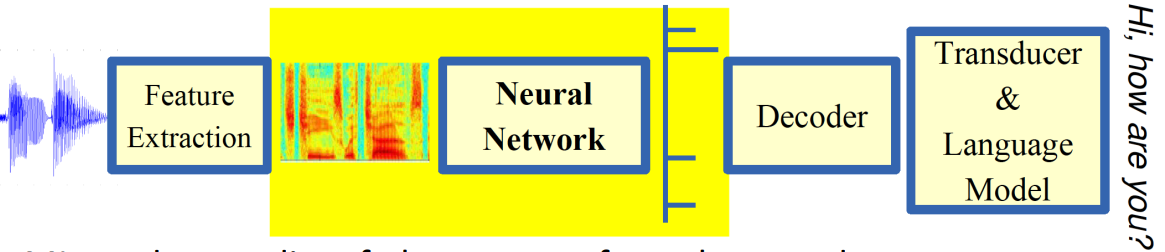 Feature
Extraction
Neural
Network
Decoder
Transducer
&
Language
Model
Hi, how are you?